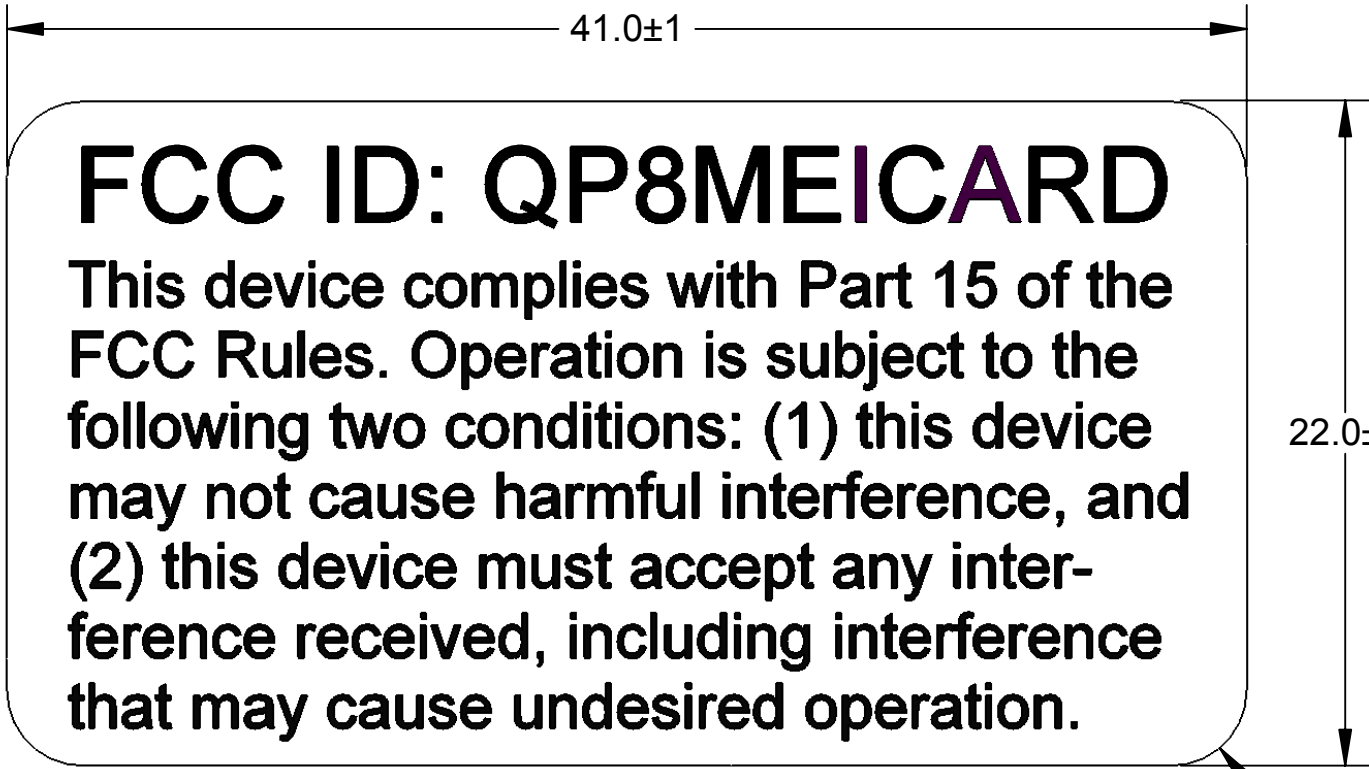 41.0±1
FCC ID: QP8MEICARD
This device complies with Part 15 of the
FCC Rules. Operation is subject to the
following two conditions: (1) this device
may not cause harmful interference, and
22.0±
(2) this device must accept any inter-
ference received, including interference
that may cause undesired operation.